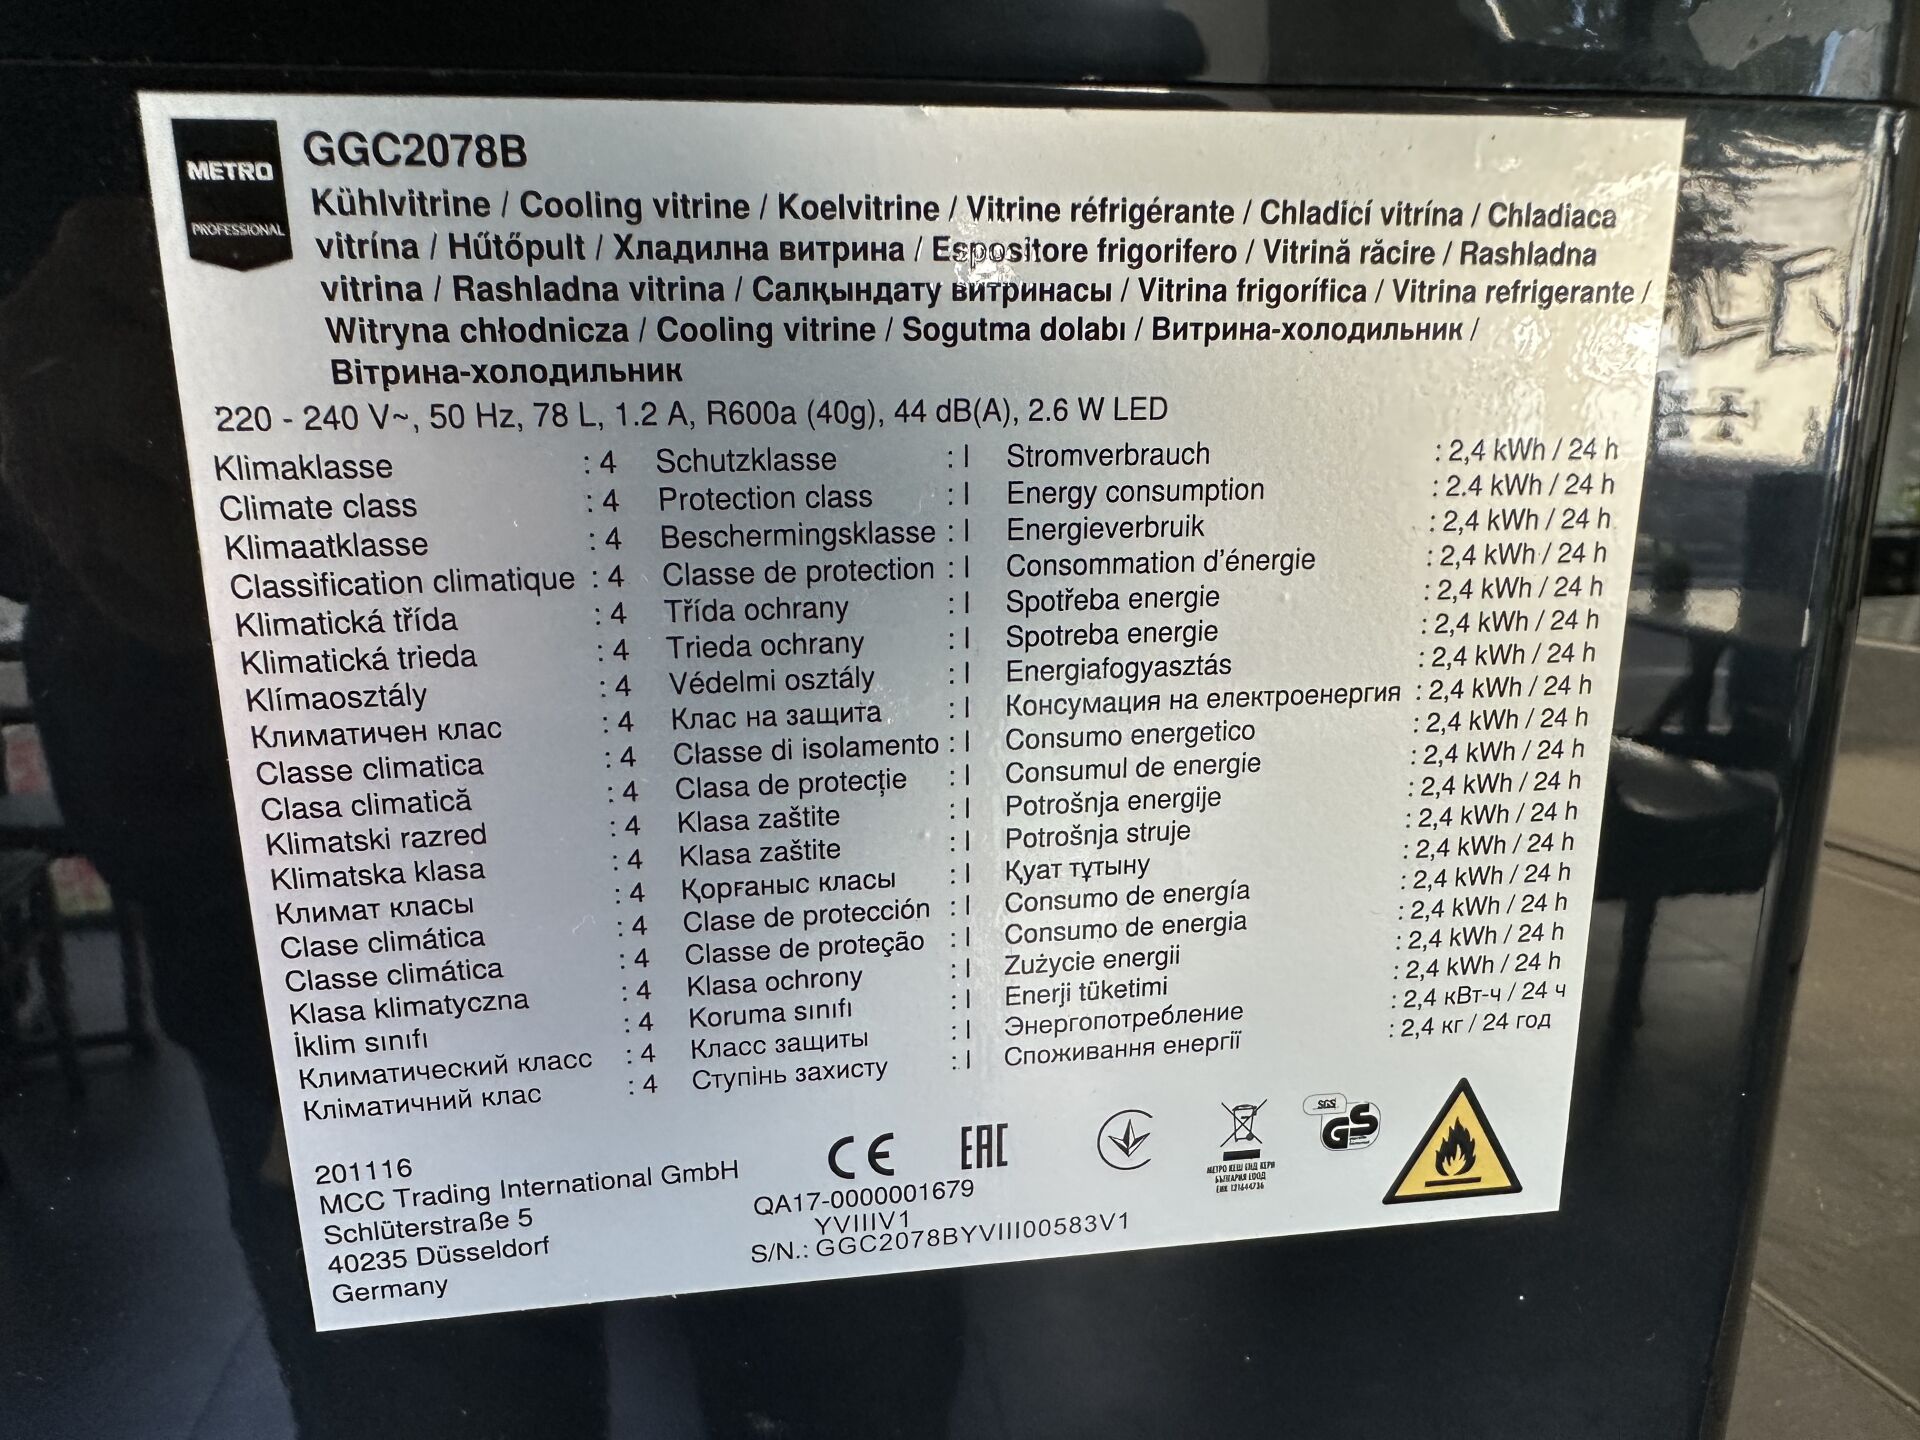 METRO
PROFESSIONAL
GGC2078B
Kühlvitrine / Cooling vitrine / Koelvitrine / Vitrine réfrigérante / Chladící vitrína / Chladiaca
vitrína / Hűtőpult / Хладилна витрина / Espositore frigorifero / Vitrină răcire / Rashladna
vitrina / Rashladna vitrina / Салқындату витринасы / Vitrina frigorífica / Vitrina refrigerante /
Witryna chłodnicza / Cooling vitrine / Sogutma dolabı / Витрина-холодильник /
Вітрина-холодильник
220 - 240 V~, 50 Hz, 78 L, 1.2 A, R600a (40g), 44 dB(A), 2.6 W LED
Klimaklasse : 4 Schutzklasse : I Stromverbrauch : 2,4 kWh / 24 h
Climate class : 4 Protection class : I Energy consumption : 2.4 kWh / 24 h
Klimaatklasse : 4 Beschermingsklasse : I Energieverbruik : 2,4 kWh / 24 h
Classification climatique : 4 Classe de protection : I Consommation d’énergie : 2,4 kWh / 24 h
Klimatická třída : 4 Třída ochrany : I Spotřeba energie : 2,4 kWh / 24 h
Klimatická trieda : 4 Trieda ochrany : I Spotreba energie : 2,4 kWh / 24 h
Klímaosztály : 4 Védelmi osztály : I Energiafogyasztás : 2,4 kWh / 24 h
Климатичен клас : 4 Клас на защита : I Консумация на електроенергия : 2,4 kWh / 24 h
Classe climatica : 4 Classe di isolamento : I Consumo energetico : 2,4 kWh / 24 h
Clasa climatică : 4 Clasa de protecție : I Consumul de energie : 2,4 kWh / 24 h
Klimatski razred : 4 Klasa zaštite : I Potrošnja energije : 2,4 kWh / 24 h
Klimatska klasa : 4 Klasa zaštite : I Potrošnja struje : 2,4 kWh / 24 h
Климат класы : 4 Қорғаныс класы : I Қуат тұтыну : 2,4 kWh / 24 h
Clase climática : 4 Clase de protección : I Consumo de energía : 2,4 kWh / 24 h
Classe climática : 4 Classe de proteção : I Consumo de energia : 2,4 kWh / 24 h
Klasa klimatyczna : 4 Klasa ochrony : I Zużycie energii : 2,4 kWh / 24 h
İklim sınıfı : 4 Koruma sınıfı : I Enerji tüketimi : 2,4 kWh / 24 h
Климатический класс : 4 Класс защиты : I Энергопотребление : 2,4 кВт-ч / 24 ч
Кліматичний клас : 4 Ступінь захисту : I Споживання енергії : 2,4 кг / 24 год
201116
MCC Trading International GmbH
Schlüterstraße 5
40235 Düsseldorf
Germany
CE EAC
QA17-0000001679
YVIIIV1
S/N.: GGC2078BYVIII00583V1
МЕТРО КЕШ ЕНД КЕРИ
БЪЛГАРИЯ ЕООД
ЕИК 121644736
SGS
GS